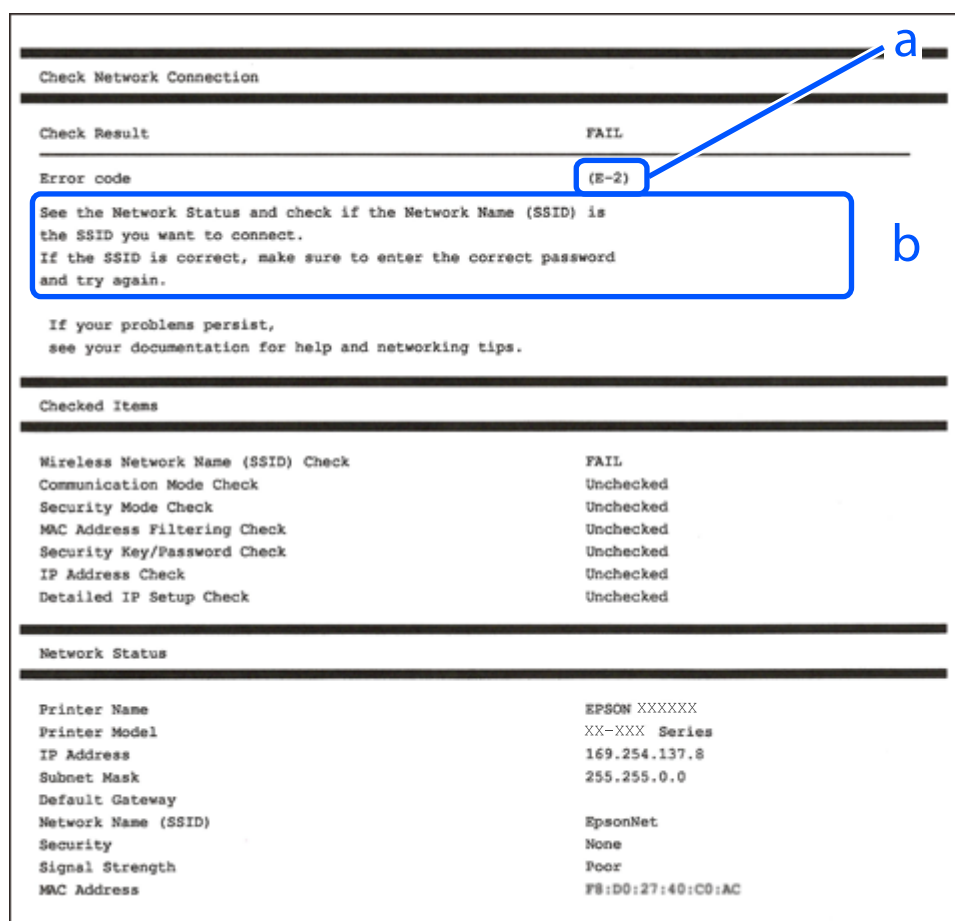 a
Check Network Connection
Check Result FAIL
Error code (E-2)
See the Network Status and check if the Network Name (SSID) is
the SSID you want to connect.
If the SSID is correct, make sure to enter the correct password
and try again.
b
If your problems persist,
see your documentation for help and networking tips.
Checked Items
Wireless Network Name (SSID) Check FAIL
Communication Mode Check Unchecked
Security Mode Check Unchecked
MAC Address Filtering Check Unchecked
Security Key/Password Check Unchecked
IP Address Check Unchecked
Detailed IP Setup Check Unchecked
Network Status
Printer Name EPSON XXXXXX
Printer Model XX-XXX Series
IP Address 169.254.137.8
Subnet Mask 255.255.0.0
Default Gateway
Network Name (SSID) EpsonNet
Security None
Signal Strength Poor
MAC Address F8:D0:27:40:C0:AC